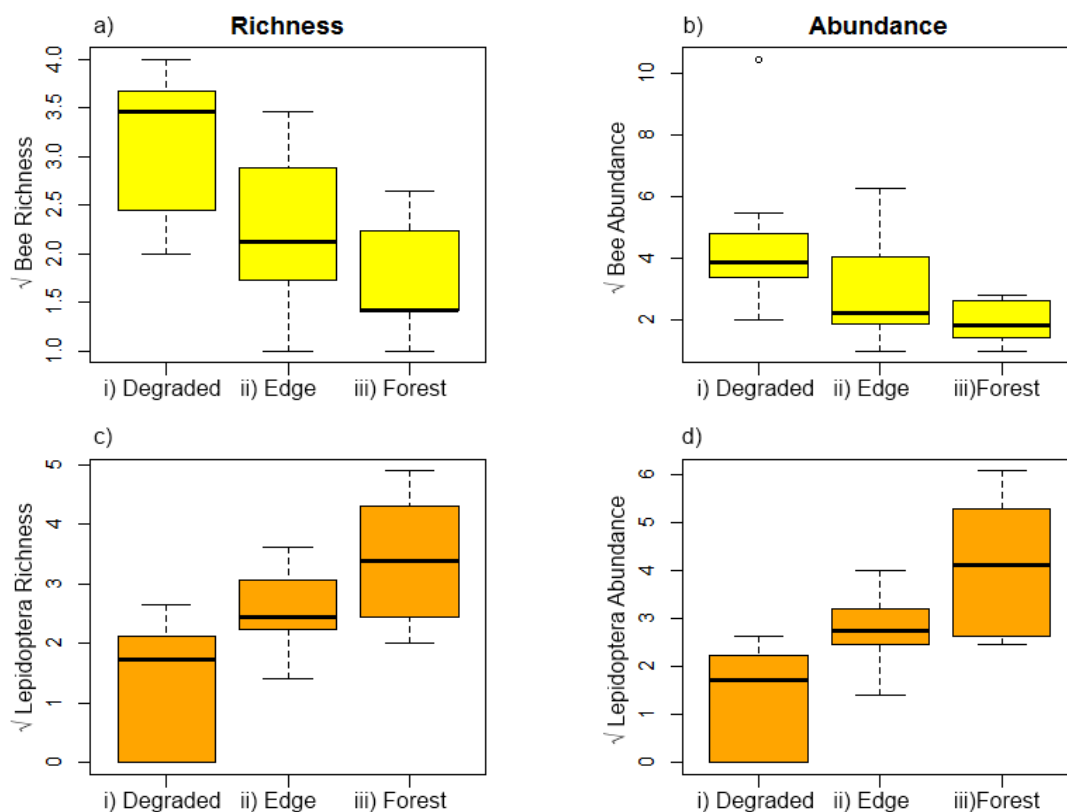 a) Richness
√ Bee Richness
4.0
3.5
3.0
2.5
2.0
1.5
1.0
i) Degraded ii) Edge iii) Forest
b) Abundance
√ Bee Abundance
10
8
6
4
2
i) Degraded ii) Edge iii)Forest
c)
√ Lepidoptera Richness
5
4
3
2
1
0
i) Degraded ii) Edge iii) Forest
d)
√ Lepidoptera Abundance
6
5
4
3
2
1
0
i) Degraded ii) Edge iii)Forest